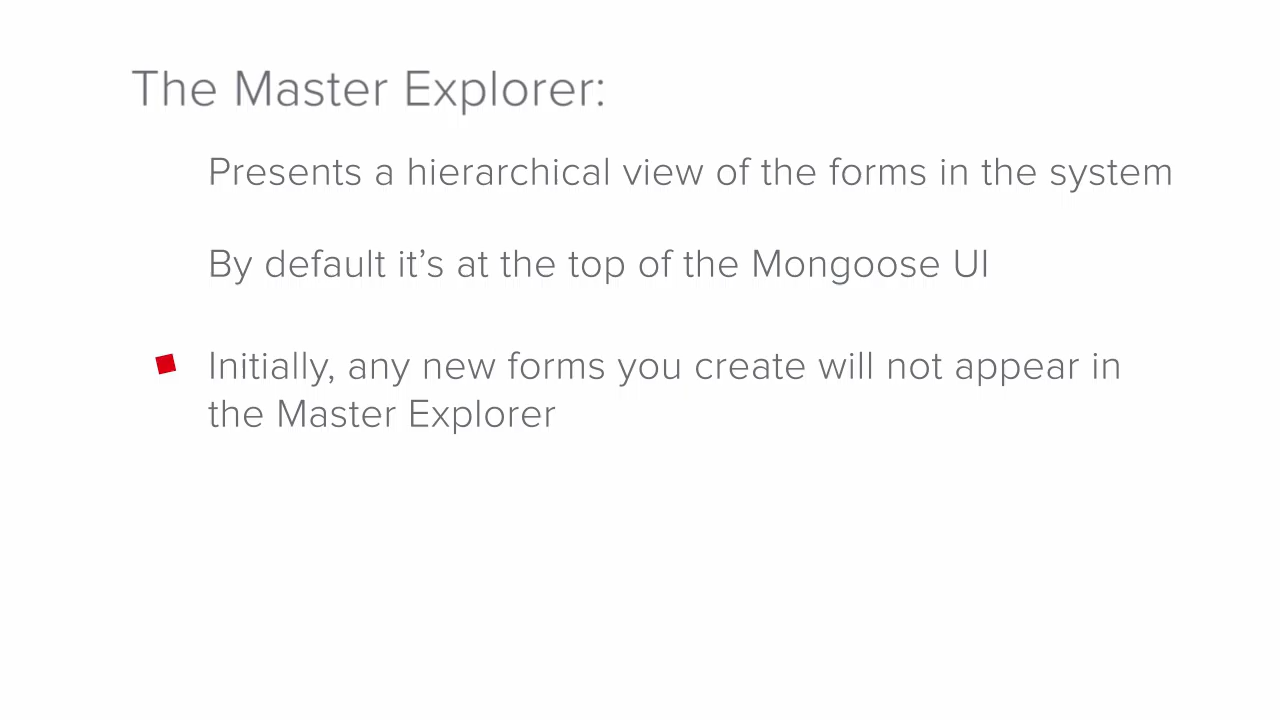 The Master Explorer:
Presents a hierarchical view of the forms in the system
By default it’s at the top of the Mongoose UI
Initially, any new forms you create will not appear in
the Master Explorer